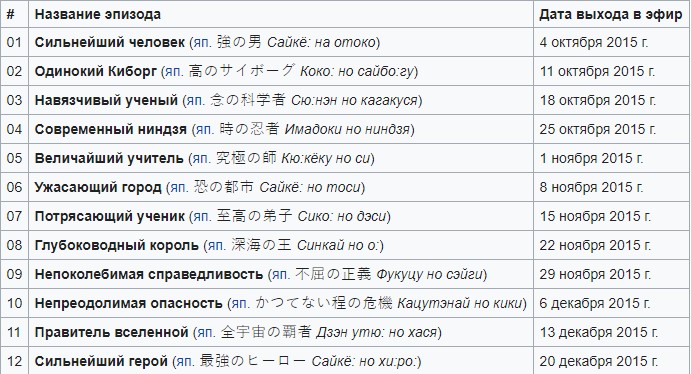 # Название эпизода Дата выхода в эфир
01 Сильнейший человек (яп. 強の男 Сайкё: на отоко) 4 октября 2015 г.
02 Одинокий Киборг (яп. 高のサイボーグ Коко: но сайбо:гу) 11 октября 2015 г.
03 Навязчивый ученый (яп. 念の科学者 Сю:нэн но кагакуся) 18 октября 2015 г.
04 Современный ниндзя (яп. 時の忍者 Имадоки но ниндзя) 25 октября 2015 г.
05 Величайший учитель (яп. 究極の師 Кю:кёку но си) 1 ноября 2015 г.
06 Ужасающий город (яп. 恐の都市 Сайкё: но тоси) 8 ноября 2015 г.
07 Потрясающий ученик (яп. 至高の弟子 Сико: но дэси) 15 ноября 2015 г.
08 Глубоководный король (яп. 深海の王 Синкай но о:) 22 ноября 2015 г.
09 Непоколебимая справедливость (яп. 不屈の正義 Фукуцу но сэйги) 29 ноября 2015 г.
10 Непреодолимая опасность (яп. かつてない程の危機 Кацутэнай но кики) 6 декабря 2015 г.
11 Правитель вселенной (яп. 全宇宙の覇者 Дзэн утю: но хася) 13 декабря 2015 г.
12 Сильнейший герой (яп. 最強のヒーロー Сайкё: но хи:ро:) 20 декабря 2015 г.